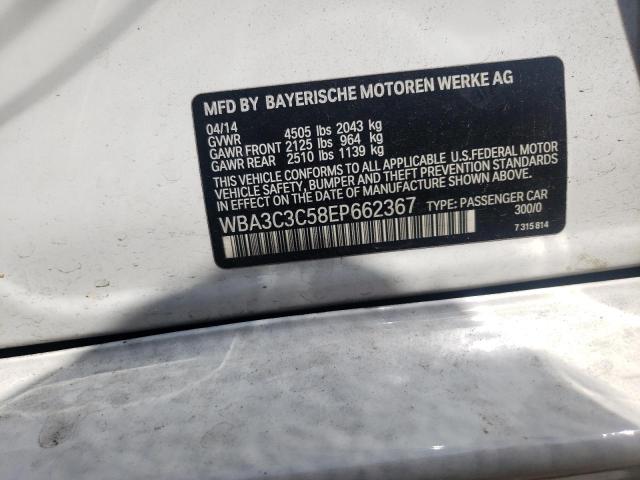 MFD BY BAYERISCHE MOTOREN WERKE AG
04/14
GVWR 4505 lbs 2043 kg
GAWR FRONT 2125 lbs 964 kg
GAWR REAR 2510 lbs 1139 kg
THIS VEHICLE CONFORMS TO ALL APPLICABLE U.S.FEDERAL MOTOR
VEHICLE SAFETY, BUMPER, AND THEFT PREVENTION STANDARDS
IN EFFECT ON THE DATE OF MANUFACTURE SHOWN ABOVE.
WBA3C3C58EP662367 TYPE: PASSENGER CAR
300/0
7 315 814